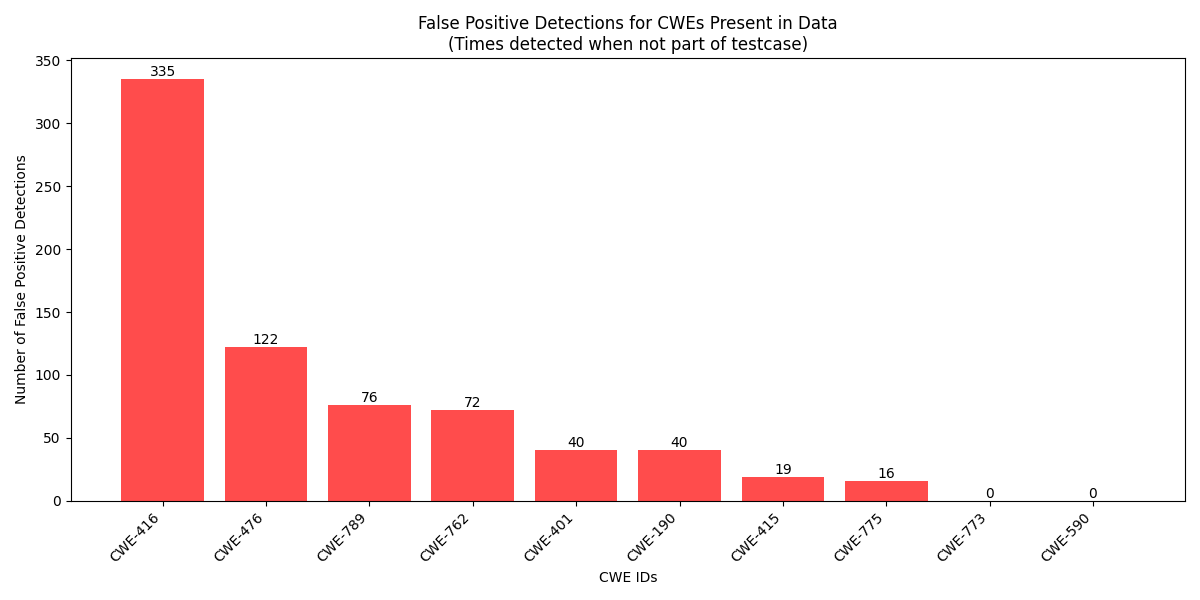 False Positive Detections for CWEs Present in Data
(Times detected when not part of testcase)
Number of False Positive Detections
350
300
250
200
150
100
50
0
335
122
76
72
40
40
19
16
0
0
CWE-416
CWE-476
CWE-789
CWE-762
CWE-401
CWE-190
CWE-415
CWE-775
CWE-773
CWE-590
CWE IDs